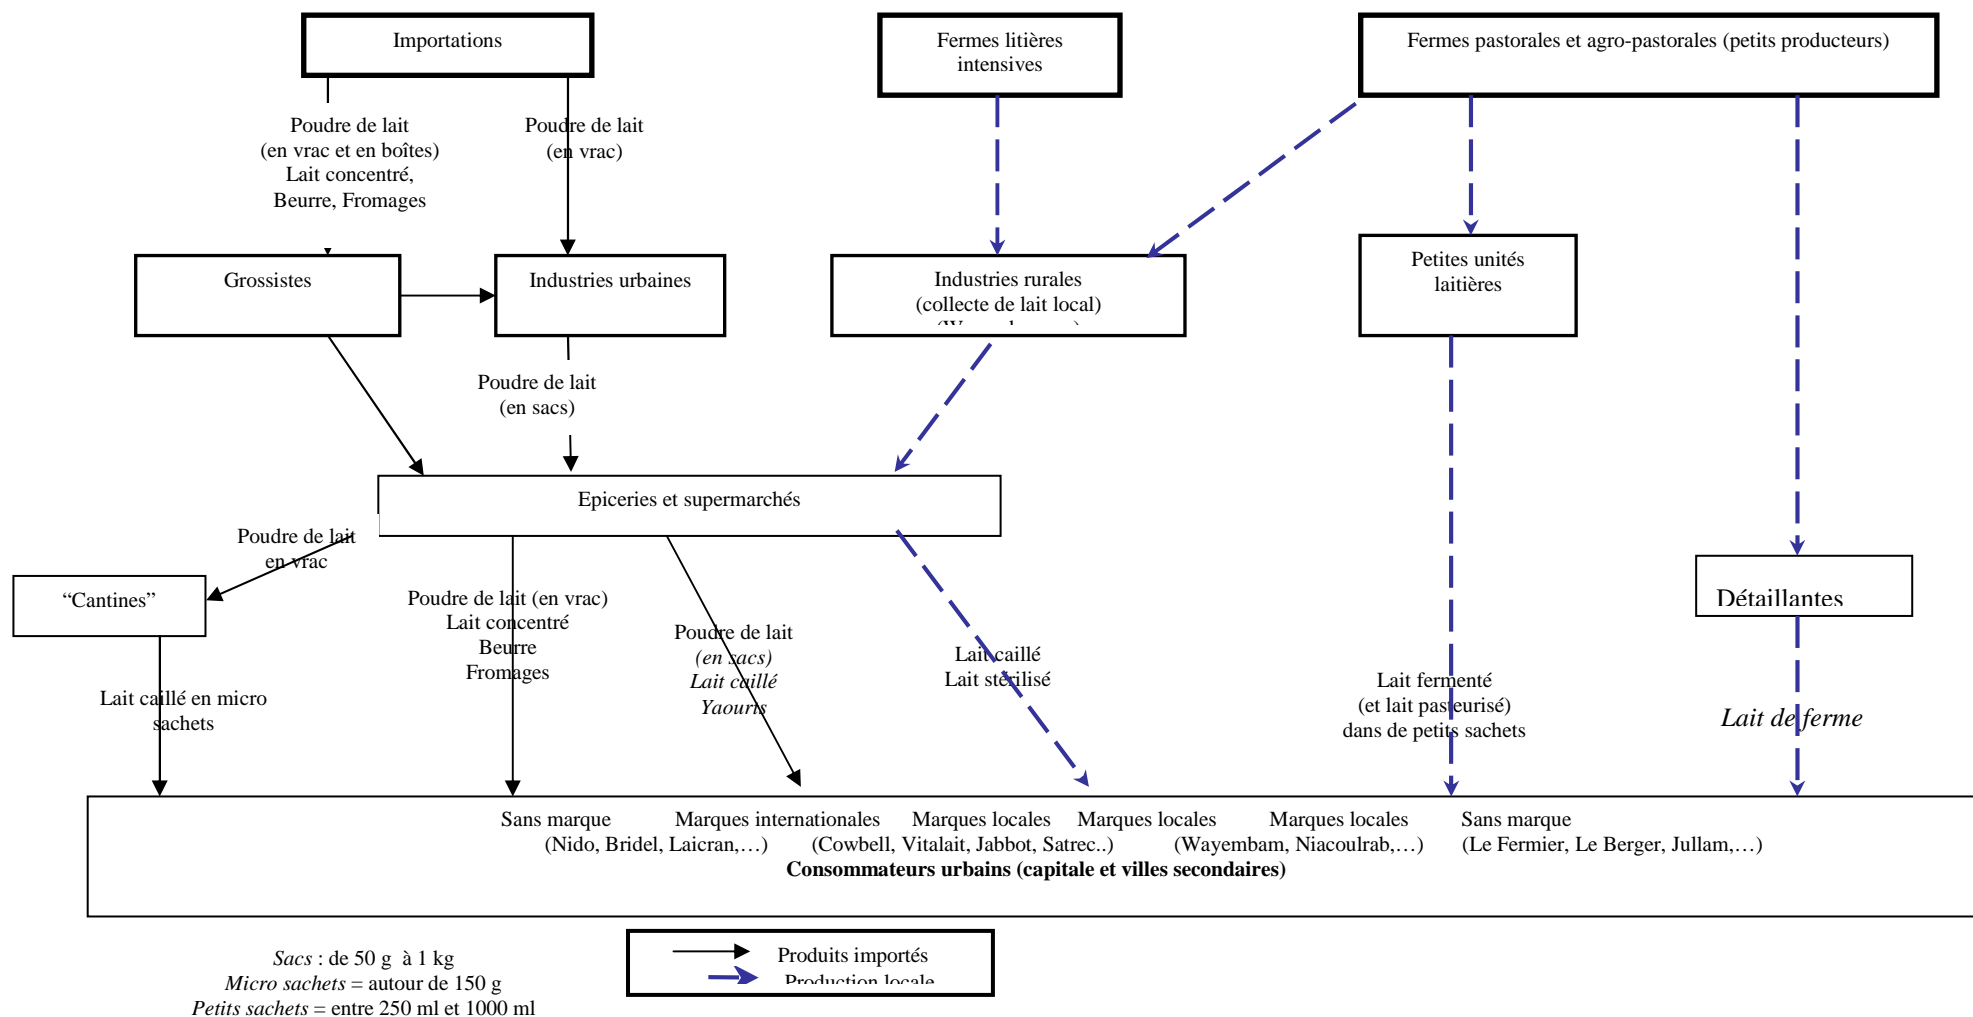 Importations
Fermes litières
intensives
Fermes pastorales et agro-pastorales (petits producteurs)
Poudre de lait
(en vrac et en boîtes)
Lait concentré,
Beurre, Fromages
Poudre de lait
(en vrac)
Grossistes
Industries urbaines
Industries rurales
(collecte de lait local)
Petites unités
laitières
Poudre de lait
(en sacs)
Epiceries et supermarchés
Poudre de lait
en vrac
“Cantines”
Poudre de lait (en vrac)
Lait concentré
Beurre
Fromages
Poudre de lait
(en sacs)
Lait caillé
Yaourts
Lait caillé
Lait stérilisé
Détaillantes
Lait caillé en micro
sachets
Lait fermenté
(et lait pasteurisé)
dans de petits sachets
Lait de ferme
Sans marque Marques internationales Marques locales Marques locales Marques locales Sans marque
(Nido, Bridel, Laicran,…) (Cowbell, Vitalait, Jabbot, Satrec..) (Wayembam, Niacoulrab,…) (Le Fermier, Le Berger, Jullam,…)
Consommateurs urbains (capitale et villes secondaires)
Produits importés
Production locale
Sacs : de 50 g à 1 kg
Micro sachets = autour de 150 g
Petits sachets = entre 250 ml et 1000 ml